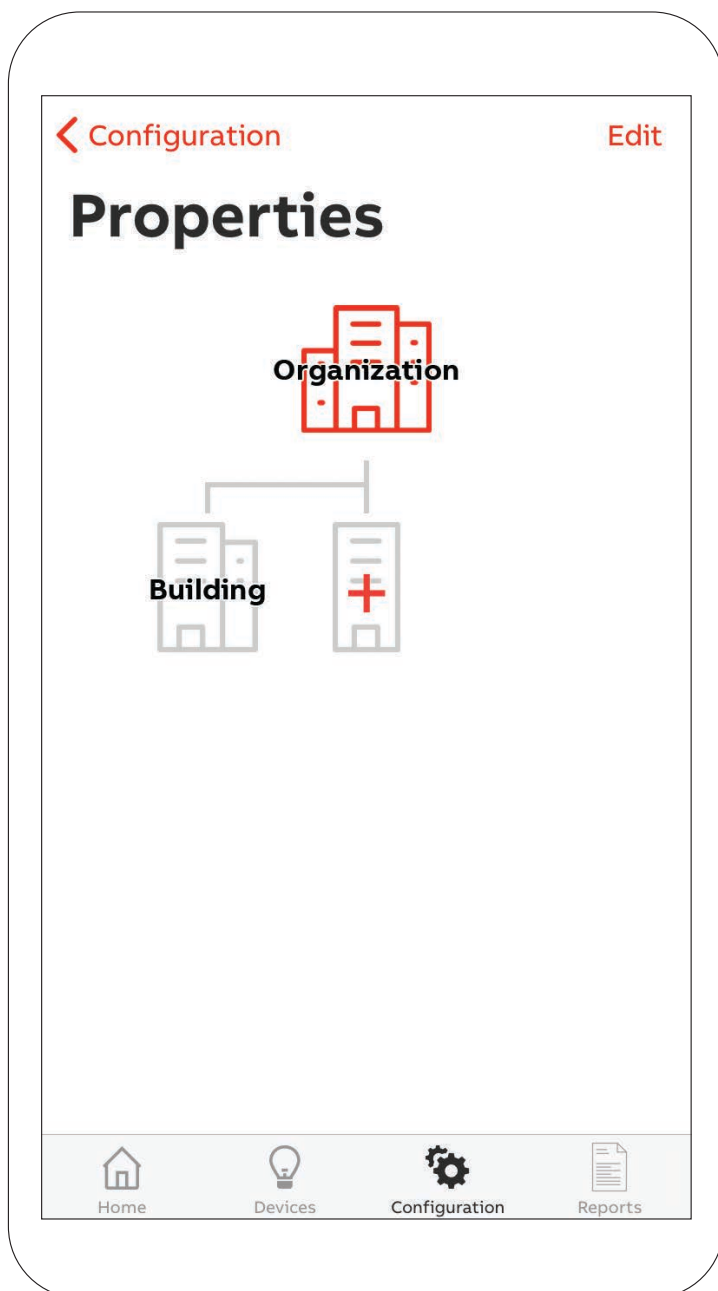 Configuration Edit
Properties
Organization
Building
Home Devices Configuration Reports